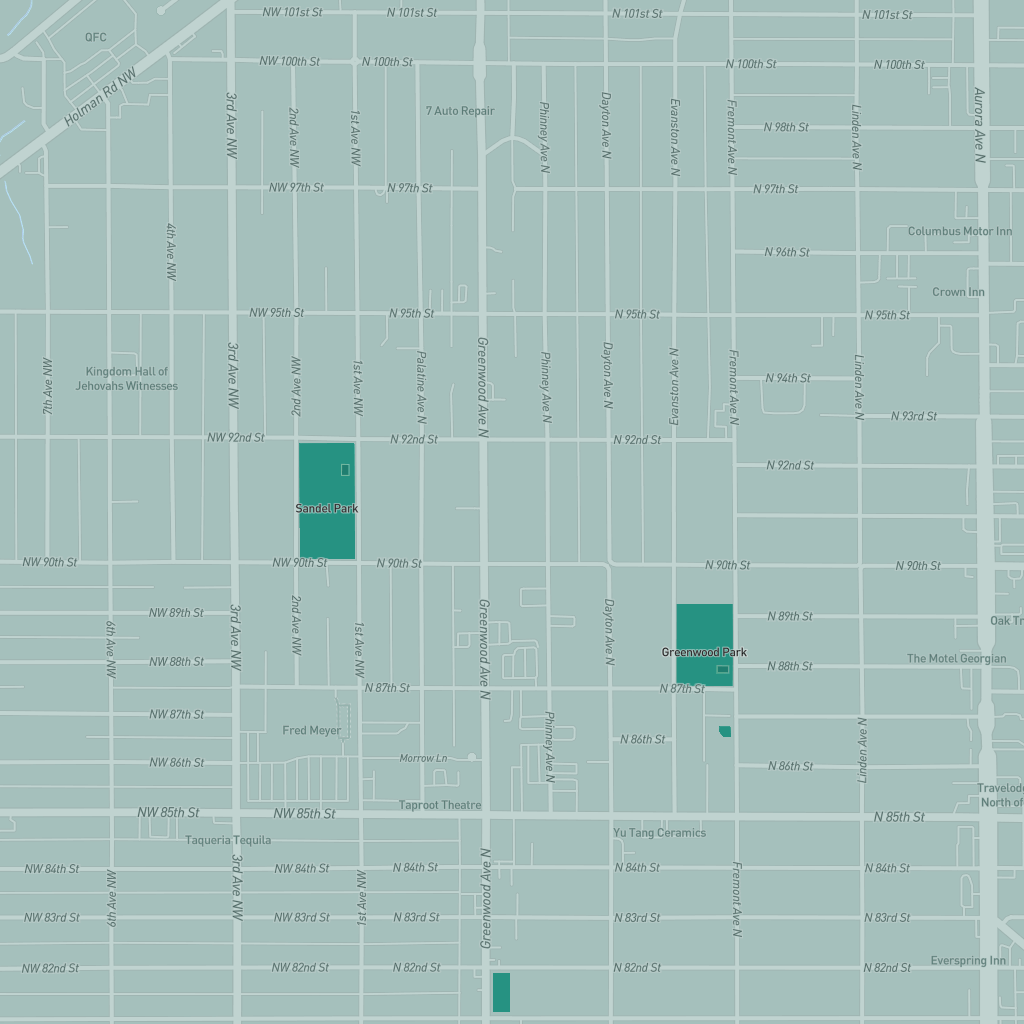 NW 101st St
N 101st St
N 101st St
N 101st St
QFC
NW 100th St
N 100th St
N 100th St
N 100th St
Holman Rd NW
3rd Ave NW
2nd Ave NW
1st Ave NW
7 Auto Repair
Phinney Ave N
Dayton Ave N
Evanston Ave N
Fremont Ave N
Linden Ave N
Aurora Ave N
N 98th St
NW 97th St
N 97th St
N 97th St
4th Ave NW
Columbus Motor Inn
N 96th St
Crown Inn
NW 95th St
N 95th St
N 95th St
N 95th St
7th Ave NW
Kingdom Hall of
Jehovahs Witnesses
3rd Ave NW
2nd Ave NW
1st Ave NW
Palatine Ave N
Greenwood Ave N
Phinney Ave N
Dayton Ave N
Evanston Ave N
Fremont Ave N
Linden Ave N
N 94th St
N 93rd St
NW 92nd St
N 92nd St
N 92nd St
N 92nd St
Sandel Park
NW 90th St
NW 90th St
N 90th St
N 90th St
N 90th St
NW 89th St
N 89th St
6th Ave NW
3rd Ave NW
2nd Ave NW
1st Ave NW
Greenwood Ave N
Dayton Ave N
Oak Tr
Greenwood Park
NW 88th St
N 88th St
The Motel Georgian
N 87th St
N 87th St
NW 87th St
Fred Meyer
Phinney Ave N
N 86th St
Linden Ave N
NW 86th St
Morrow Ln
N 86th St
Travelodg
North of
Taproot Theatre
NW 85th St
NW 85th St
N 85th St
Taqueria Tequila
Yu Tang Ceramics
NW 84th St
NW 84th St
N 84th St
N 84th St
N 84th St
6th Ave NW
3rd Ave NW
1st Ave NW
Greenwood Ave N
Fremont Ave N
NW 83rd St
NW 83rd St
N 83rd St
N 83rd St
N 83rd St
Everspring Inn
NW 82nd St
NW 82nd St
N 82nd St
N 82nd St
N 82nd St